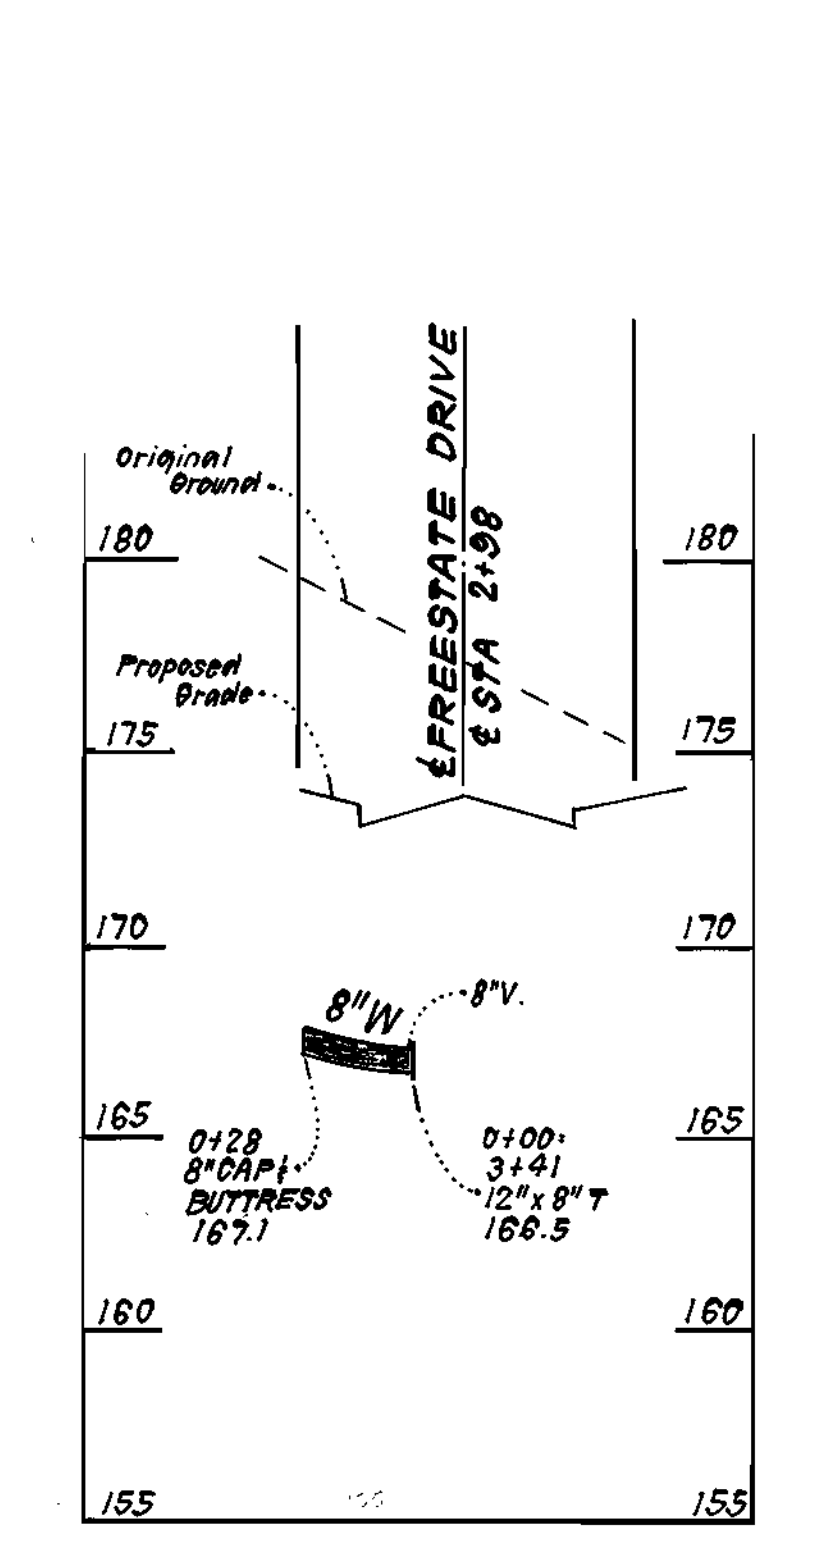 ℄ FREESTATE DRIVE
℄ STA 2+98
Original
Ground
180
180
Proposed
Grade
175
175
170
170
8"W
8"V.
165
165
0+28
8"CAP &
BUTTRESS
167.1
0+00=
3+41
12"x 8" T
166.5
160
160
155
155